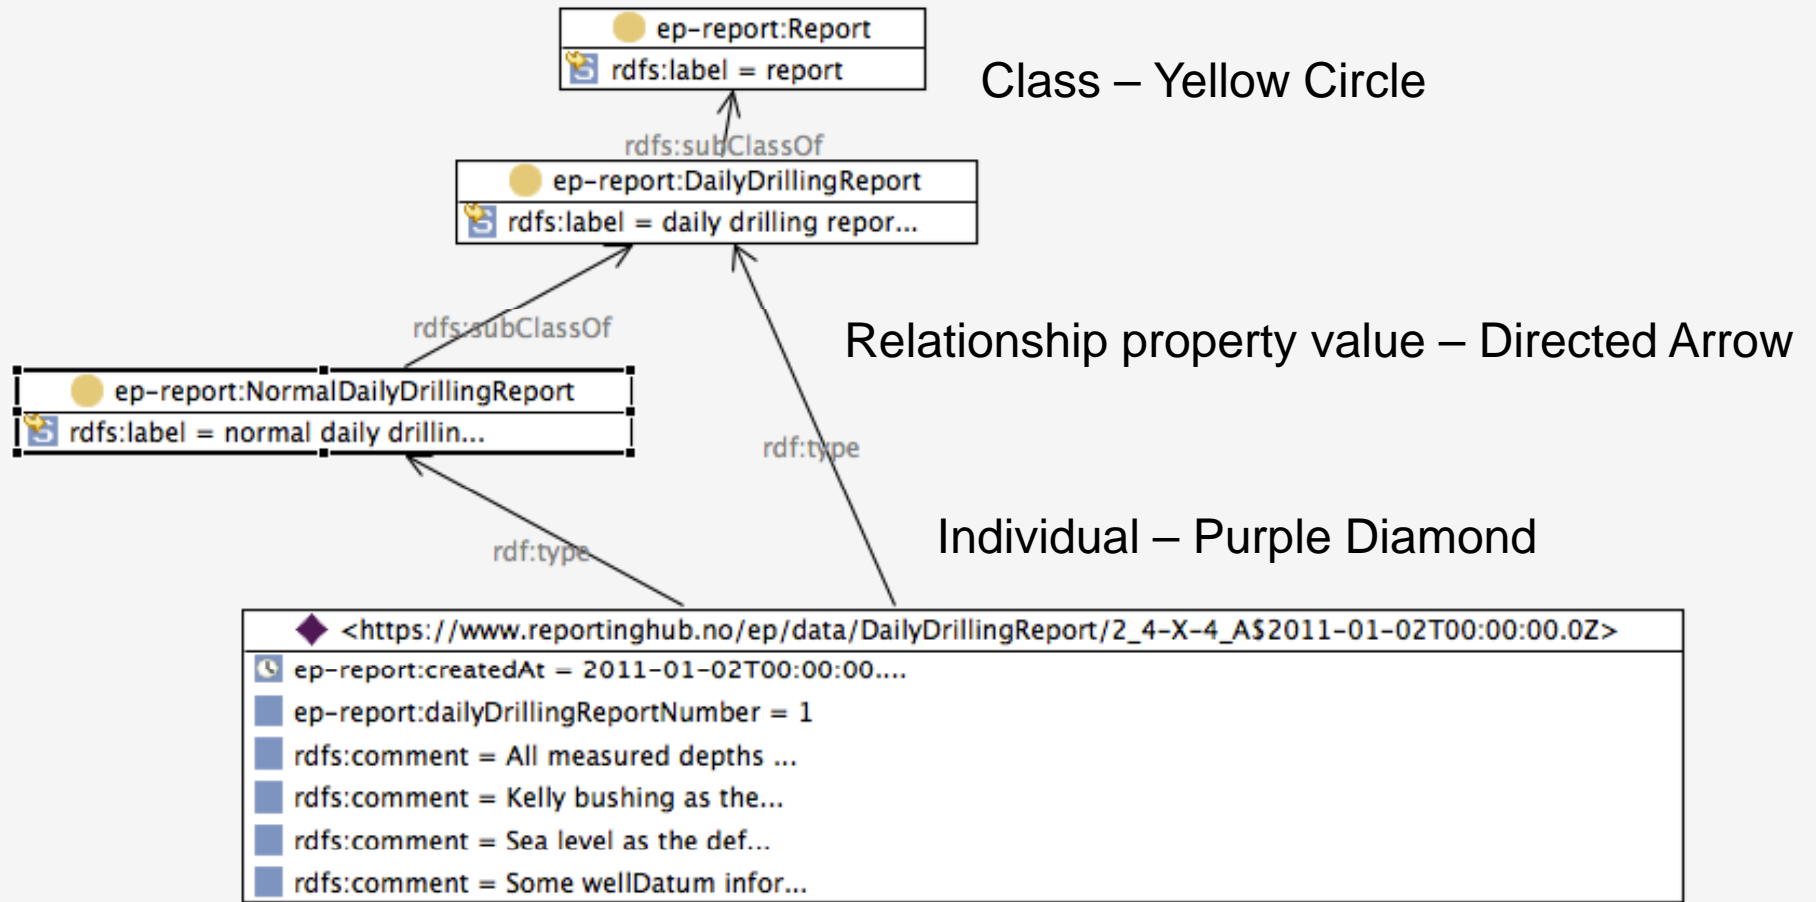 ep-report:Report
rdfs:label = report
Class – Yellow Circle
rdfs:subClassOf
ep-report:DailyDrillingReport
rdfs:label = daily drilling repor...
rdfs:subClassOf
Relationship property value – Directed Arrow
ep-report:NormalDailyDrillingReport
rdfs:label = normal daily drillin...
rdf:type
Individual – Purple Diamond
rdf:type
<https://www.reportinghub.no/ep/data/DailyDrillingReport/2_4-X-4_A$2011-01-02T00:00:00.0Z>
ep-report:createdAt = 2011-01-02T00:00:00....
ep-report:dailyDrillingReportNumber = 1
rdfs:comment = All measured depths ...
rdfs:comment = Kelly bushing as the...
rdfs:comment = Sea level as the def...
rdfs:comment = Some wellDatum infor...